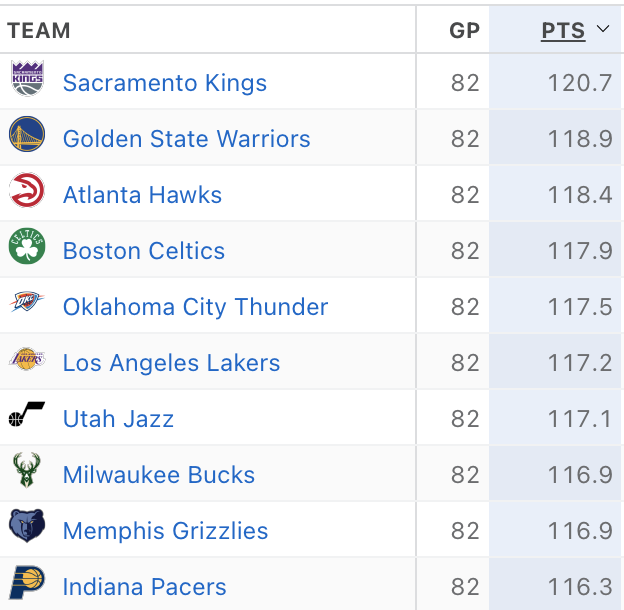 TEAM GP PTS
Sacramento Kings 82 120.7
Golden State Warriors 82 118.9
Atlanta Hawks 82 118.4
Boston Celtics 82 117.9
Oklahoma City Thunder 82 117.5
Los Angeles Lakers 82 117.2
Utah Jazz 82 117.1
Milwaukee Bucks 82 116.9
Memphis Grizzlies 82 116.9
Indiana Pacers 82 116.3